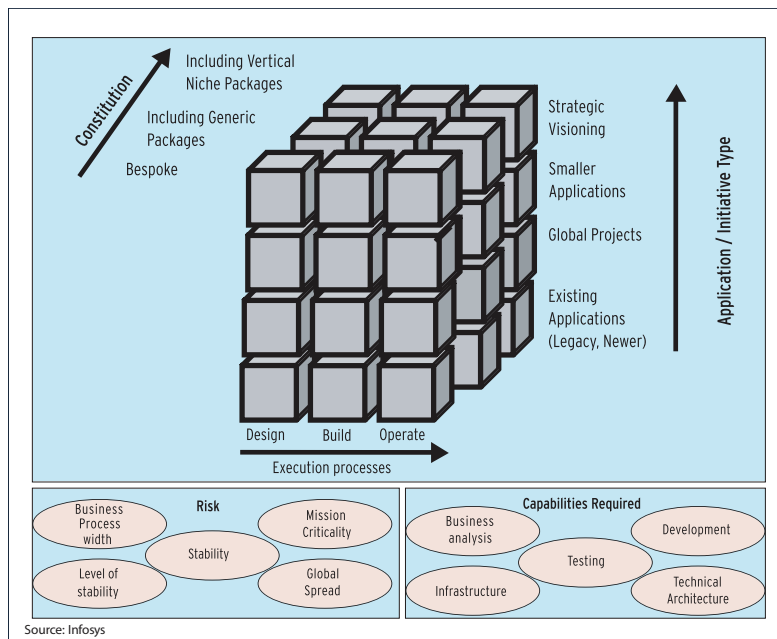 Constitution
Including Vertical
Niche Packages
Including Generic
Packages
Bespoke
Strategic
Visioning
Smaller
Applications
Global Projects
Existing
Applications
(Legacy, Newer)
Application / Initiative Type
Design Build Operate
Execution processes
Risk
Business
Process
width
Mission
Criticality
Stability
Level of
stability
Global
Spread
Capabilities Required
Business
analysis
Development
Testing
Infrastructure
Technical
Architecture
Source: Infosys